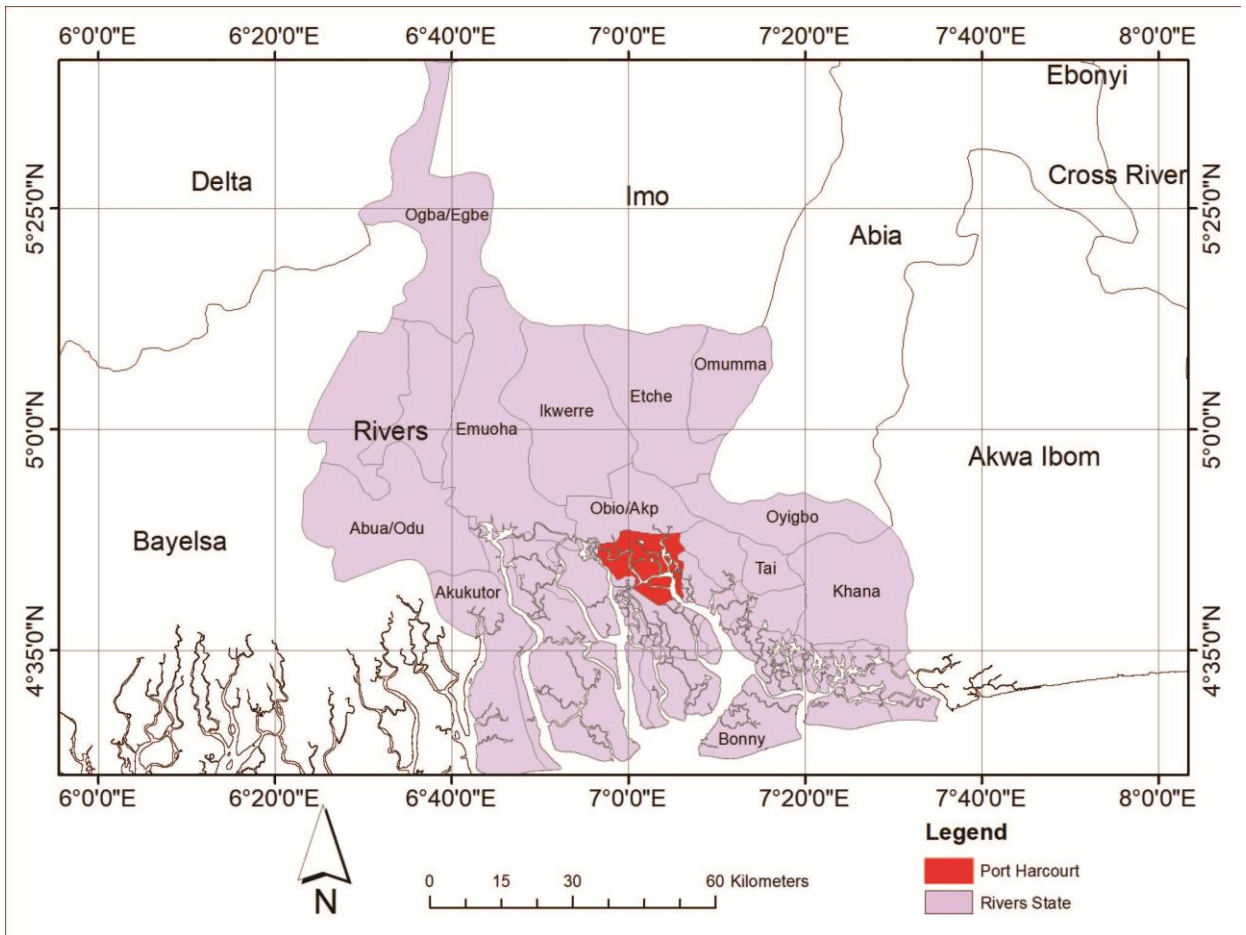 6°0'0"E 6°20'0"E 6°40'0"E 7°0'0"E 7°20'0"E 7°40'0"E 8°0'0"E
Ebonyi
Delta
Imo
Cross River
5°25'0"N
5°25'0"N
Ogba/Egbe
Abia
Omumma
Etche
Ikwerre
5°0'0"N
Rivers
Emuoha
5°0'0"N
Akwa Ibom
Obio/Akp
Oyigbo
Abua/Odu
Bayelsa
Tai
Khana
Akukutor
4°35'0"N
4°35'0"N
Bonny
6°0'0"E 6°20'0"E 6°40'0"E 7°0'0"E 7°20'0"E 7°40'0"E 8°0'0"E
N
0 15 30 60 Kilometers
Legend
Port Harcourt
Rivers State